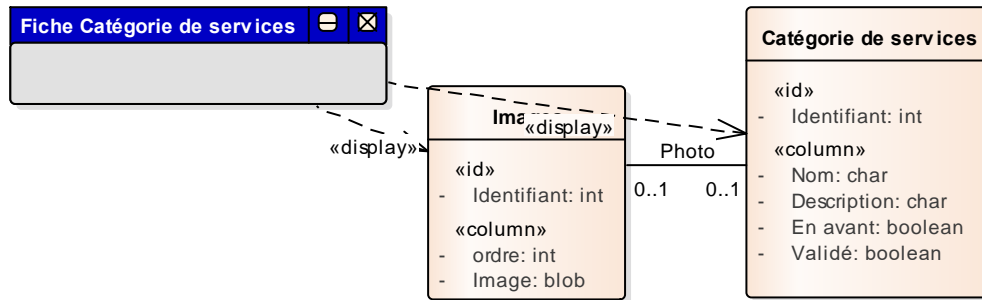 Fiche Catégorie de services
Catégorie de services
«id»
- Identifiant: int
«column»
- Nom: char
- Description: char
- En avant: boolean
- Validé: boolean
«display»
«display»
«id»
- Identifiant: int
«column»
- ordre: int
- Image: blob
Photo
0..1 0..1